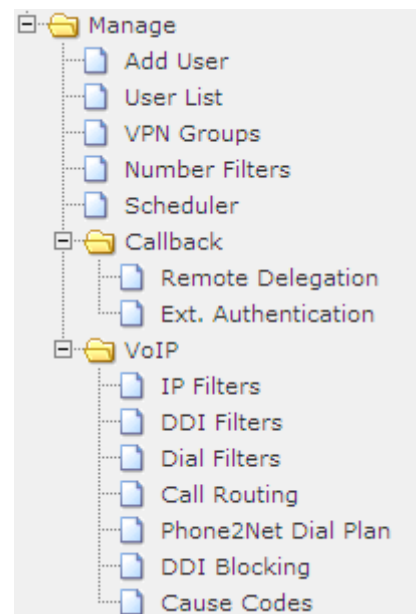 Manage
Add User
User List
VPN Groups
Number Filters
Scheduler
Callback
Remote Delegation
Ext. Authentication
VoIP
IP Filters
DDI Filters
Dial Filters
Call Routing
Phone2Net Dial Plan
DDI Blocking
Cause Codes